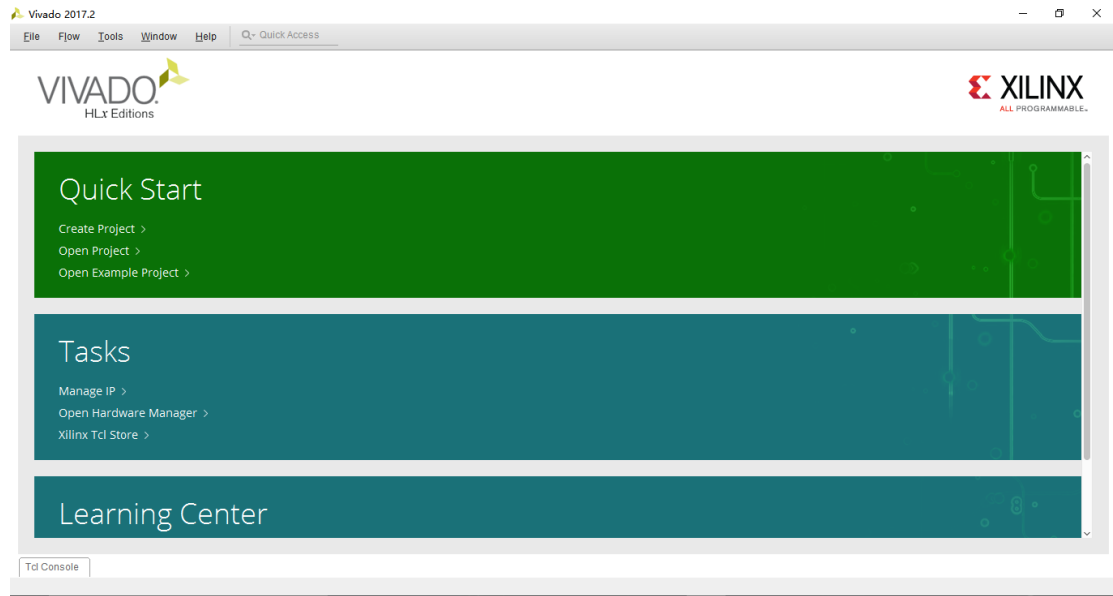 Vivado 2017.2
File Flow Tools Window Help Quick Access
VIVADO.
HLx Editions
XILINX
ALL PROGRAMMABLE™
Quick Start
Create Project >
Open Project >
Open Example Project >
Tasks
Manage IP >
Open Hardware Manager >
Xilinx Tcl Store >
Learning Center
Tcl Console